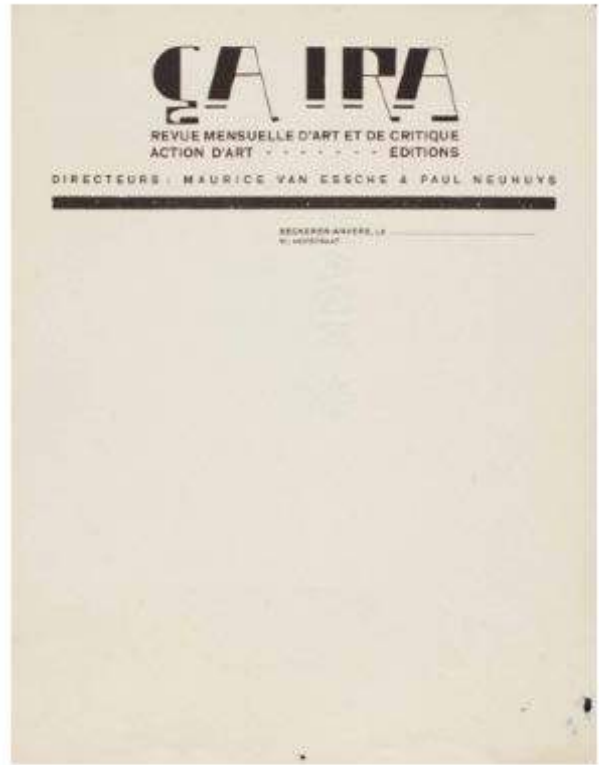 ÇA IRA
REVUE MENSUELLE D'ART ET DE CRITIQUE
ACTION D'ART - - - - - - - EDITIONS
DIRECTEURS : MAURICE VAN ESSCHE & PAUL NEUHUYS
ANVERS, LE